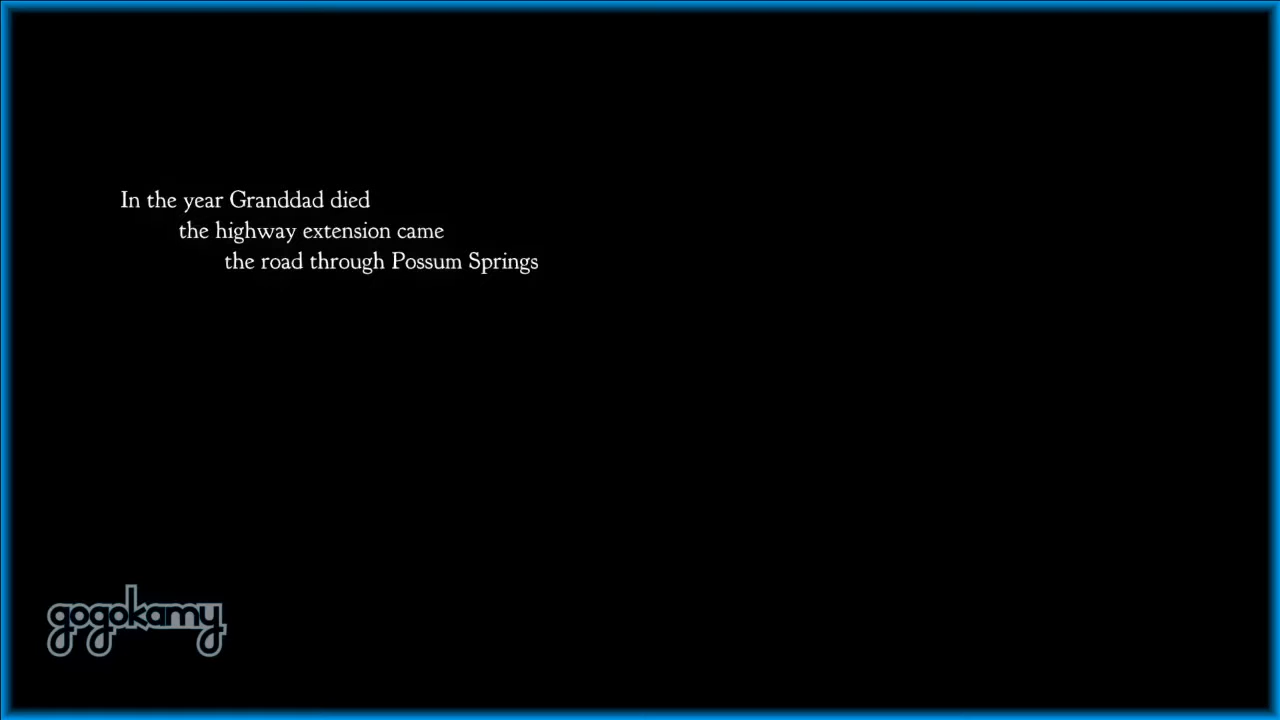 In the year Granddad died
the highway extension came
the road through Possum Springs
gogokamy